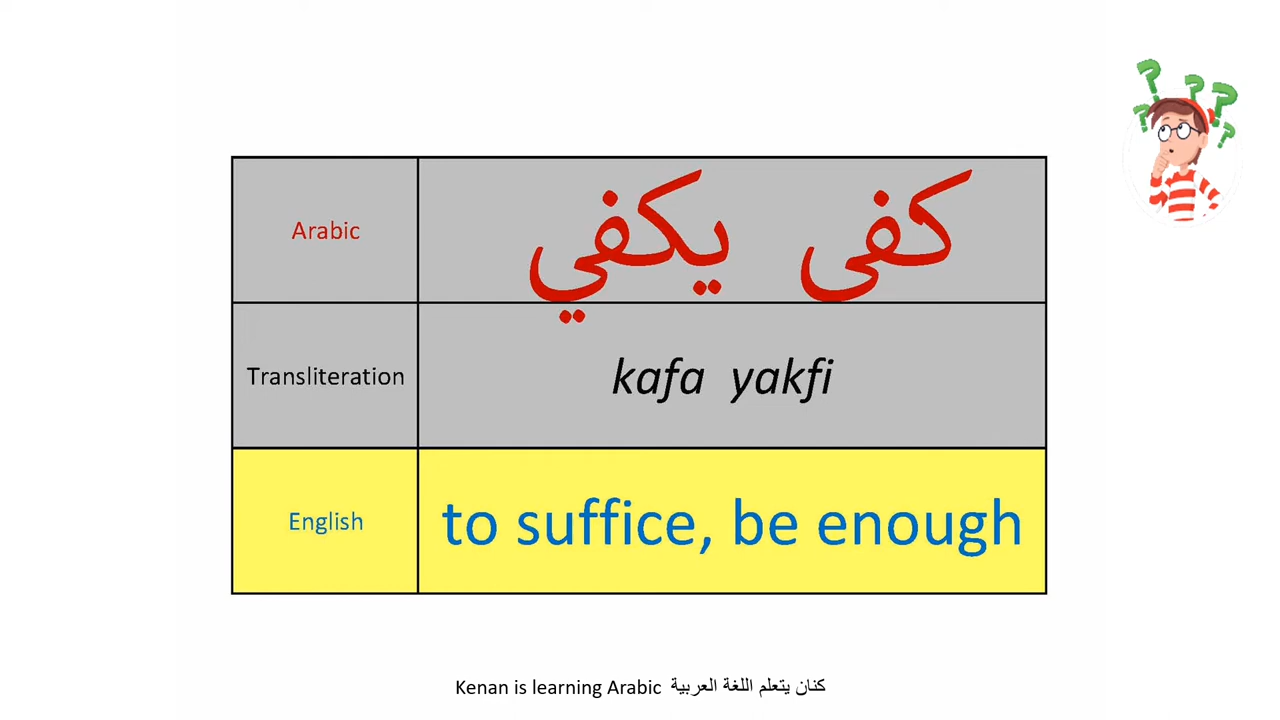 Arabic كفى يكفي
Transliteration kafa yakfi
English to suffice, be enough
Kenan is learning Arabic كنان يتعلم اللغة العربية